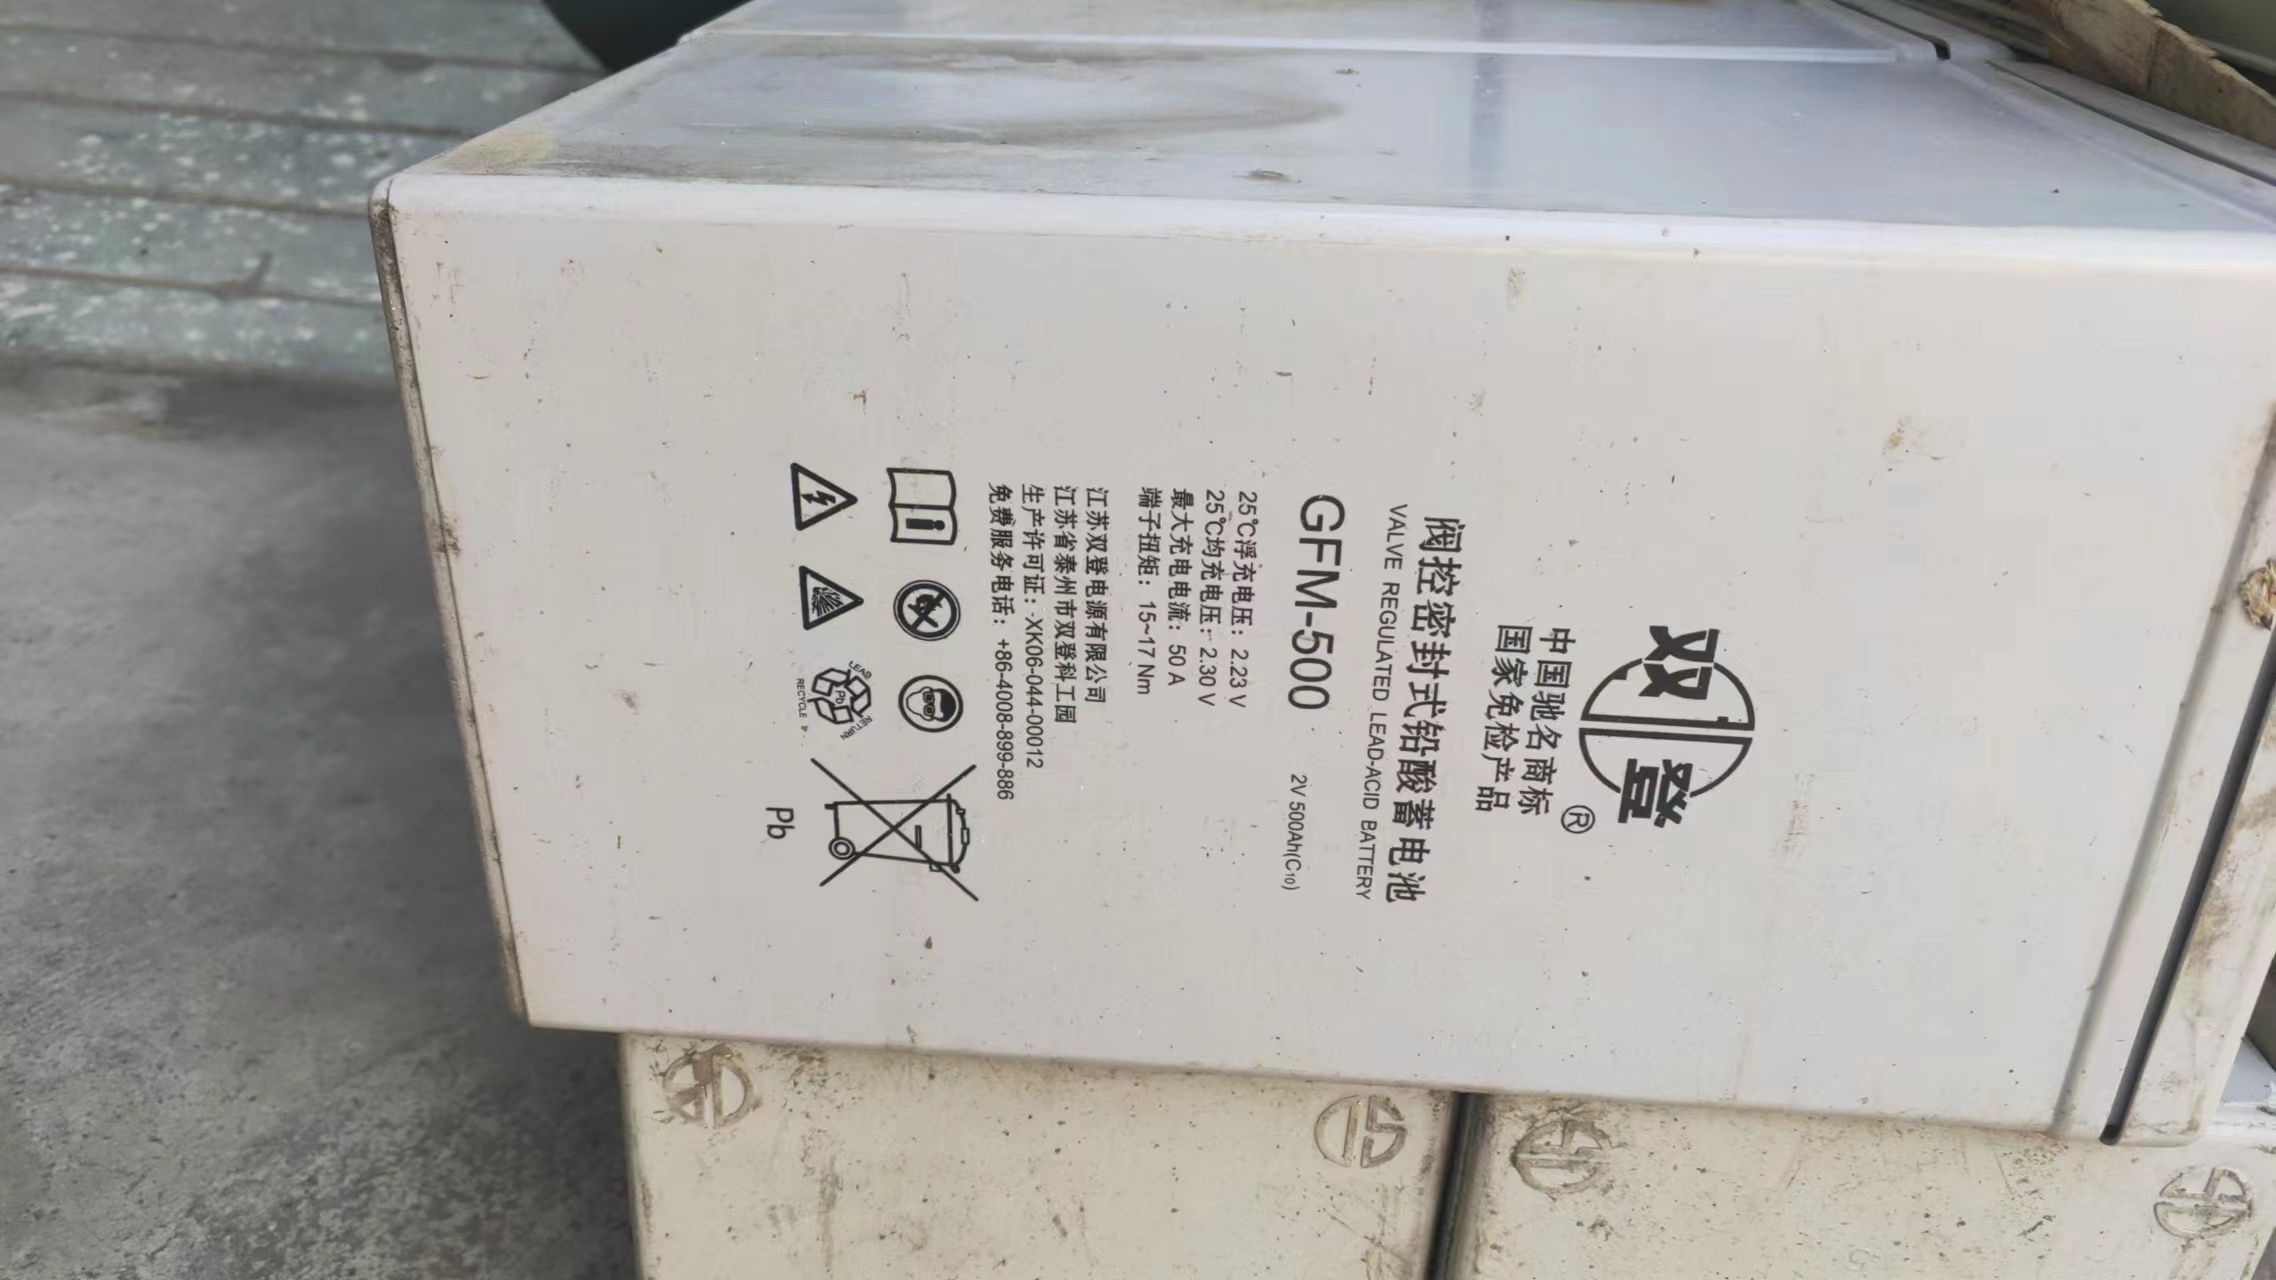 双登
®
中国驰名商标
国家免检产品
阀控密封式铅酸蓄电池
VALVE REGULATED LEAD-ACID BATTERY
GFM-500 2V 500Ah(C10)
25℃浮充电压：2.23 V
25℃均充电压：2.30 V
最大充电电流：50 A
端子扭矩：15~17 Nm
江苏双登电源有限公司
江苏省泰州市双登科工园
生产许可证：XK06-044-00012
免费服务电话：+86-4008-899-886
LEAD
RETURN
RECYCLE
Pb
Pb